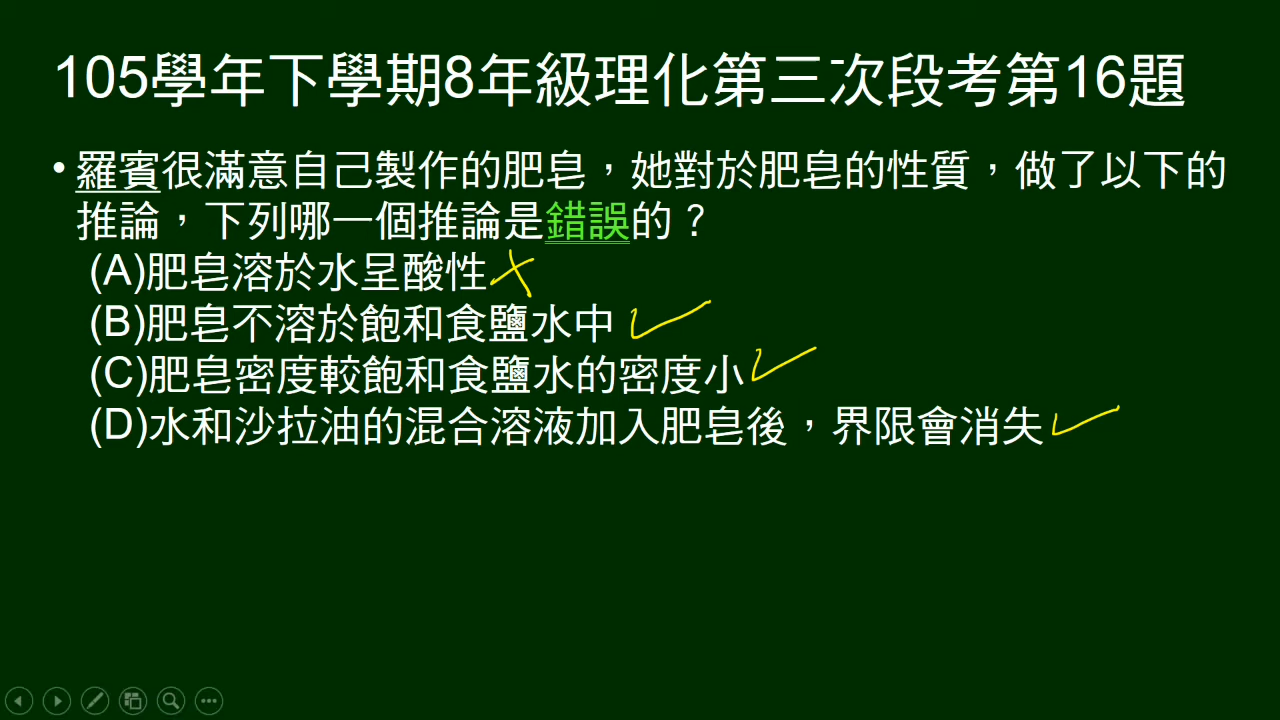 105學年下學期8年級理化第三次段考第16題
• 羅賓很滿意自己製作的肥皂，她對於肥皂的性質，做了以下的
推論，下列哪一個推論是錯誤的？
(A)肥皂溶於水呈酸性
(B)肥皂不溶於飽和食鹽水中
(C)肥皂密度較飽和食鹽水的密度小
(D)水和沙拉油的混合溶液加入肥皂後，界限會消失